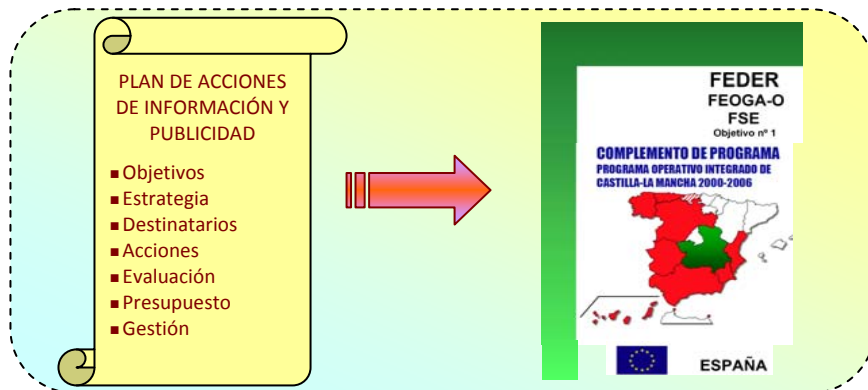 PLAN DE ACCIONES
DE INFORMACIÓN Y
PUBLICIDAD
■ Objetivos
■ Estrategia
■ Destinatarios
■ Acciones
■ Evaluación
■ Presupuesto
■ Gestión
FEDER
FEOGA-O
FSE
Objetivo nº 1
COMPLEMENTO DE PROGRAMA
PROGRAMA OPERATIVO INTEGRADO DE
CASTILLA-LA MANCHA 2000-2006
ESPAÑA